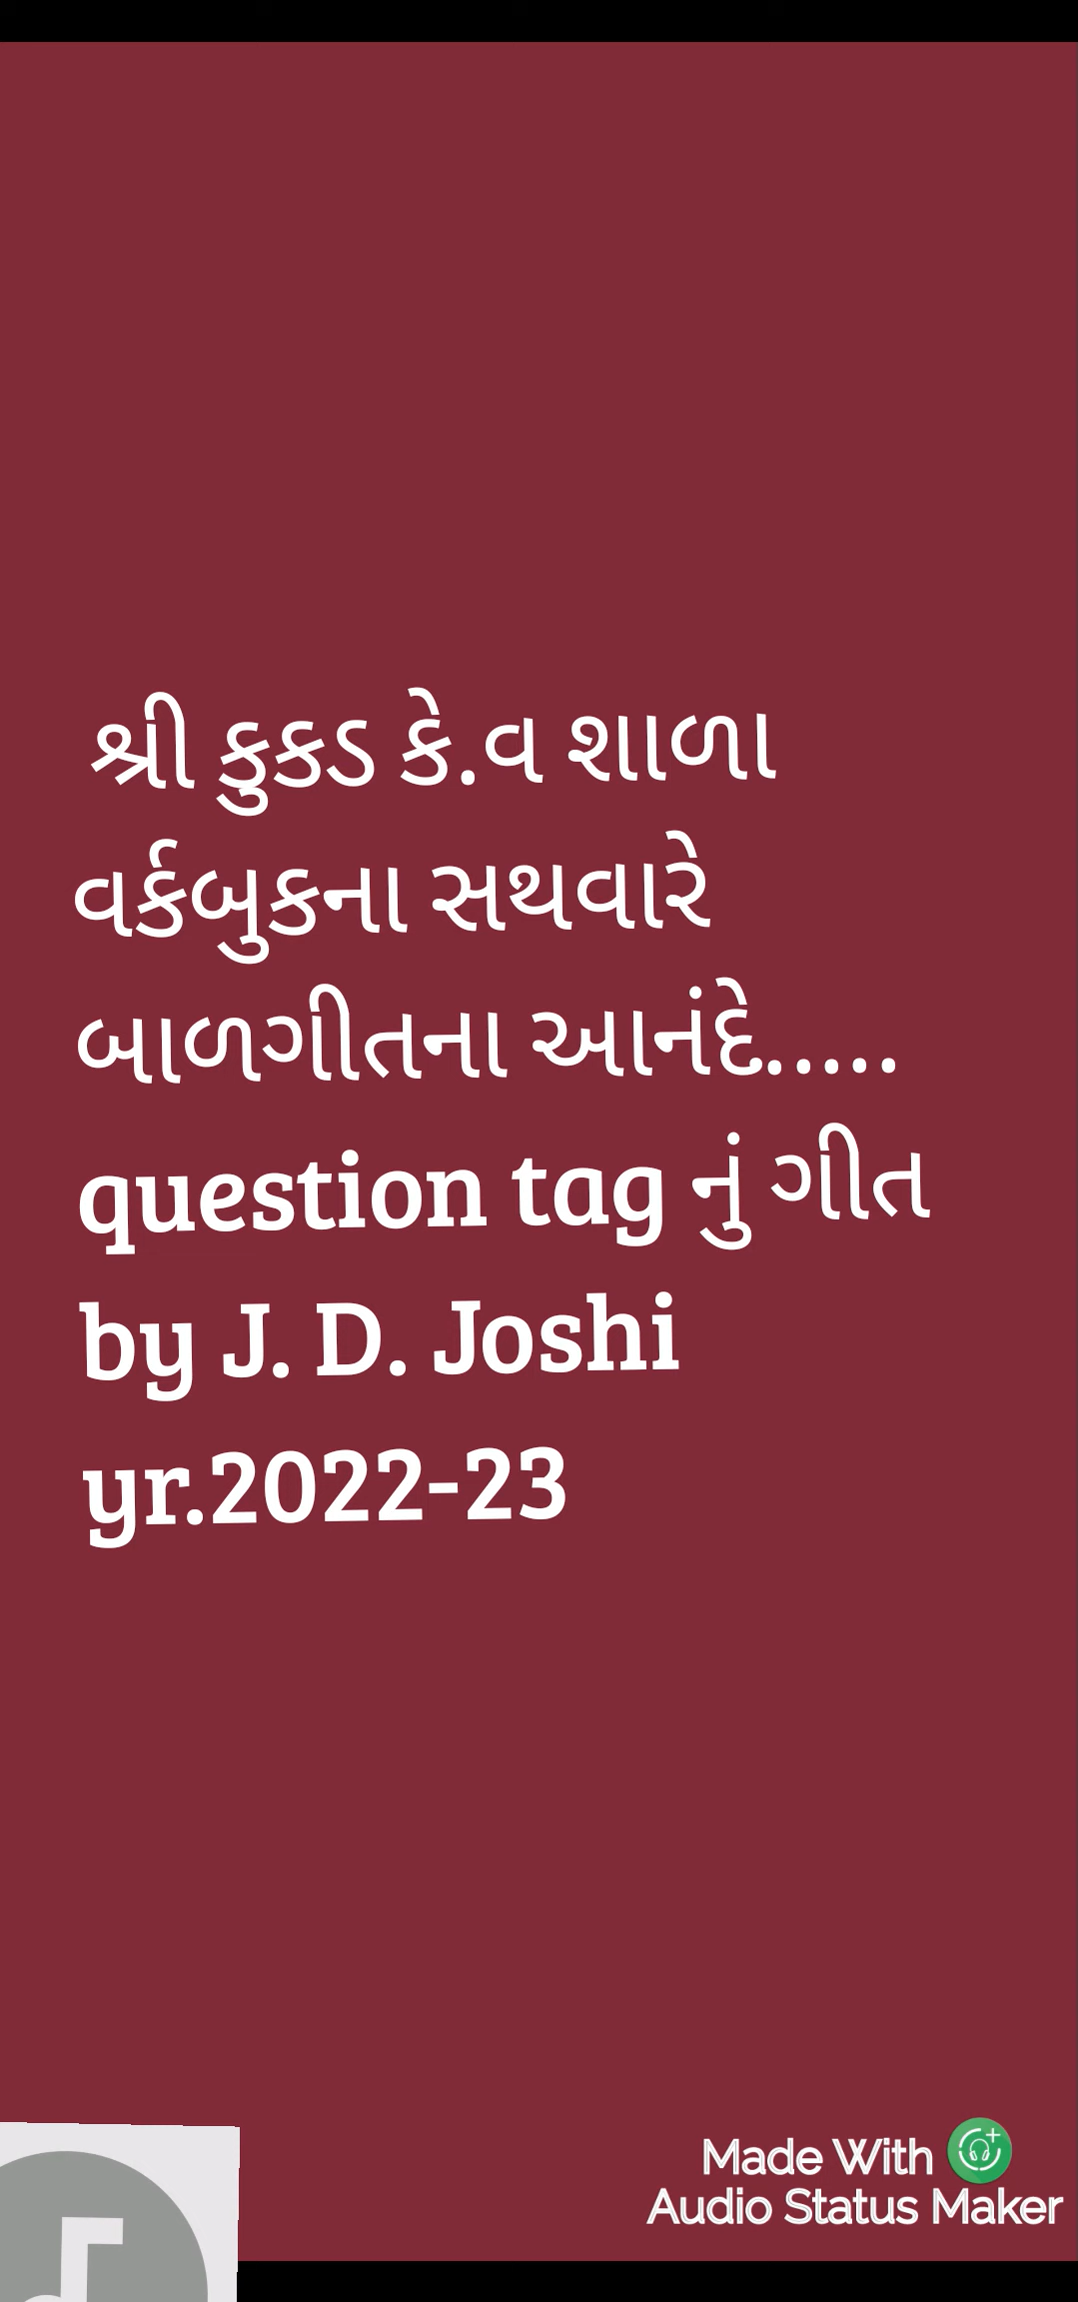 શ્રી કુકડ કે.વ શાળા
વર્કબુકના સથવારે
બાળગીતના આનંદે.....
question tag નું ગીત
by J. D. Joshi
yr.2022-23
Made With
Audio Status Maker